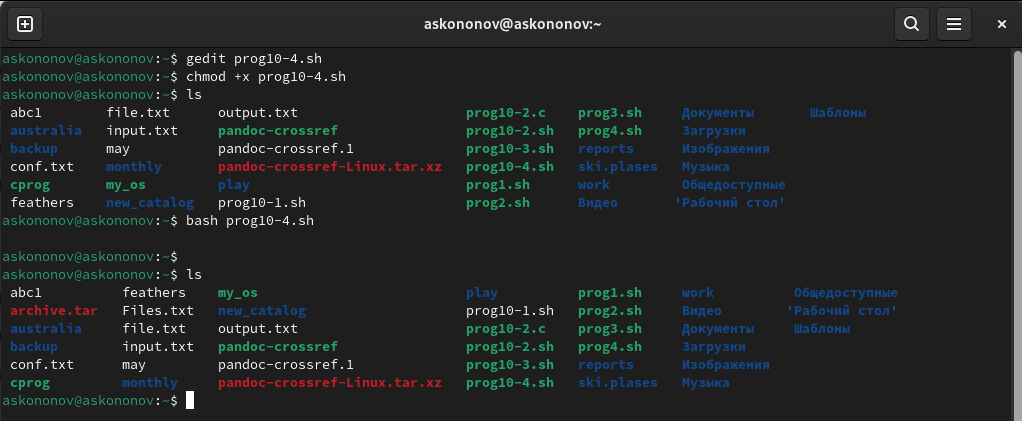 askononov@askononov:~
askononov@askononov:~$ gedit prog10-4.sh
askononov@askononov:~$ chmod +x prog10-4.sh
askononov@askononov:~$ ls
abc1 file.txt output.txt prog10-2.c prog3.sh Документы Шаблоны
australia input.txt pandoc-crossref prog10-2.sh prog4.sh Загрузки
backup may pandoc-crossref.1 prog10-3.sh reports Изображения
conf.txt monthly pandoc-crossref-Linux.tar.xz prog10-4.sh ski.plases Музыка
cprog my_os play prog1.sh work Общедоступные
feathers new_catalog prog10-1.sh prog2.sh Видео 'Рабочий стол'
askononov@askononov:~$ bash prog10-4.sh
askononov@askononov:~$
askononov@askononov:~$ ls
abc1 feathers my_os play prog1.sh work Общедоступные
archive.tar Files.txt new_catalog prog10-1.sh prog2.sh Видео 'Рабочий стол'
australia file.txt output.txt prog10-2.c prog3.sh Документы Шаблоны
backup input.txt pandoc-crossref prog10-2.sh prog4.sh Загрузки
conf.txt may pandoc-crossref.1 prog10-3.sh reports Изображения
cprog monthly pandoc-crossref-Linux.tar.xz prog10-4.sh ski.plases Музыка
askononov@askononov:~$